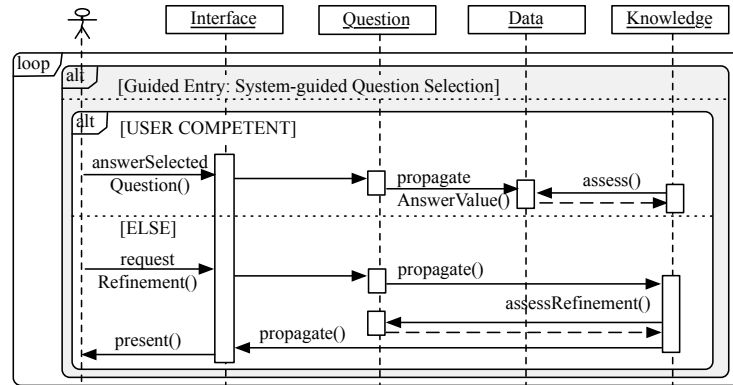 Interface Question Data Knowledge
loop
alt
[Guided Entry: System-guided Question Selection]
alt
[USER COMPETENT]
answerSelected
Question()
propagate
AnswerValue()
assess()
[ELSE]
request
Refinement()
propagate()
assessRefinement()
propagate()
present()